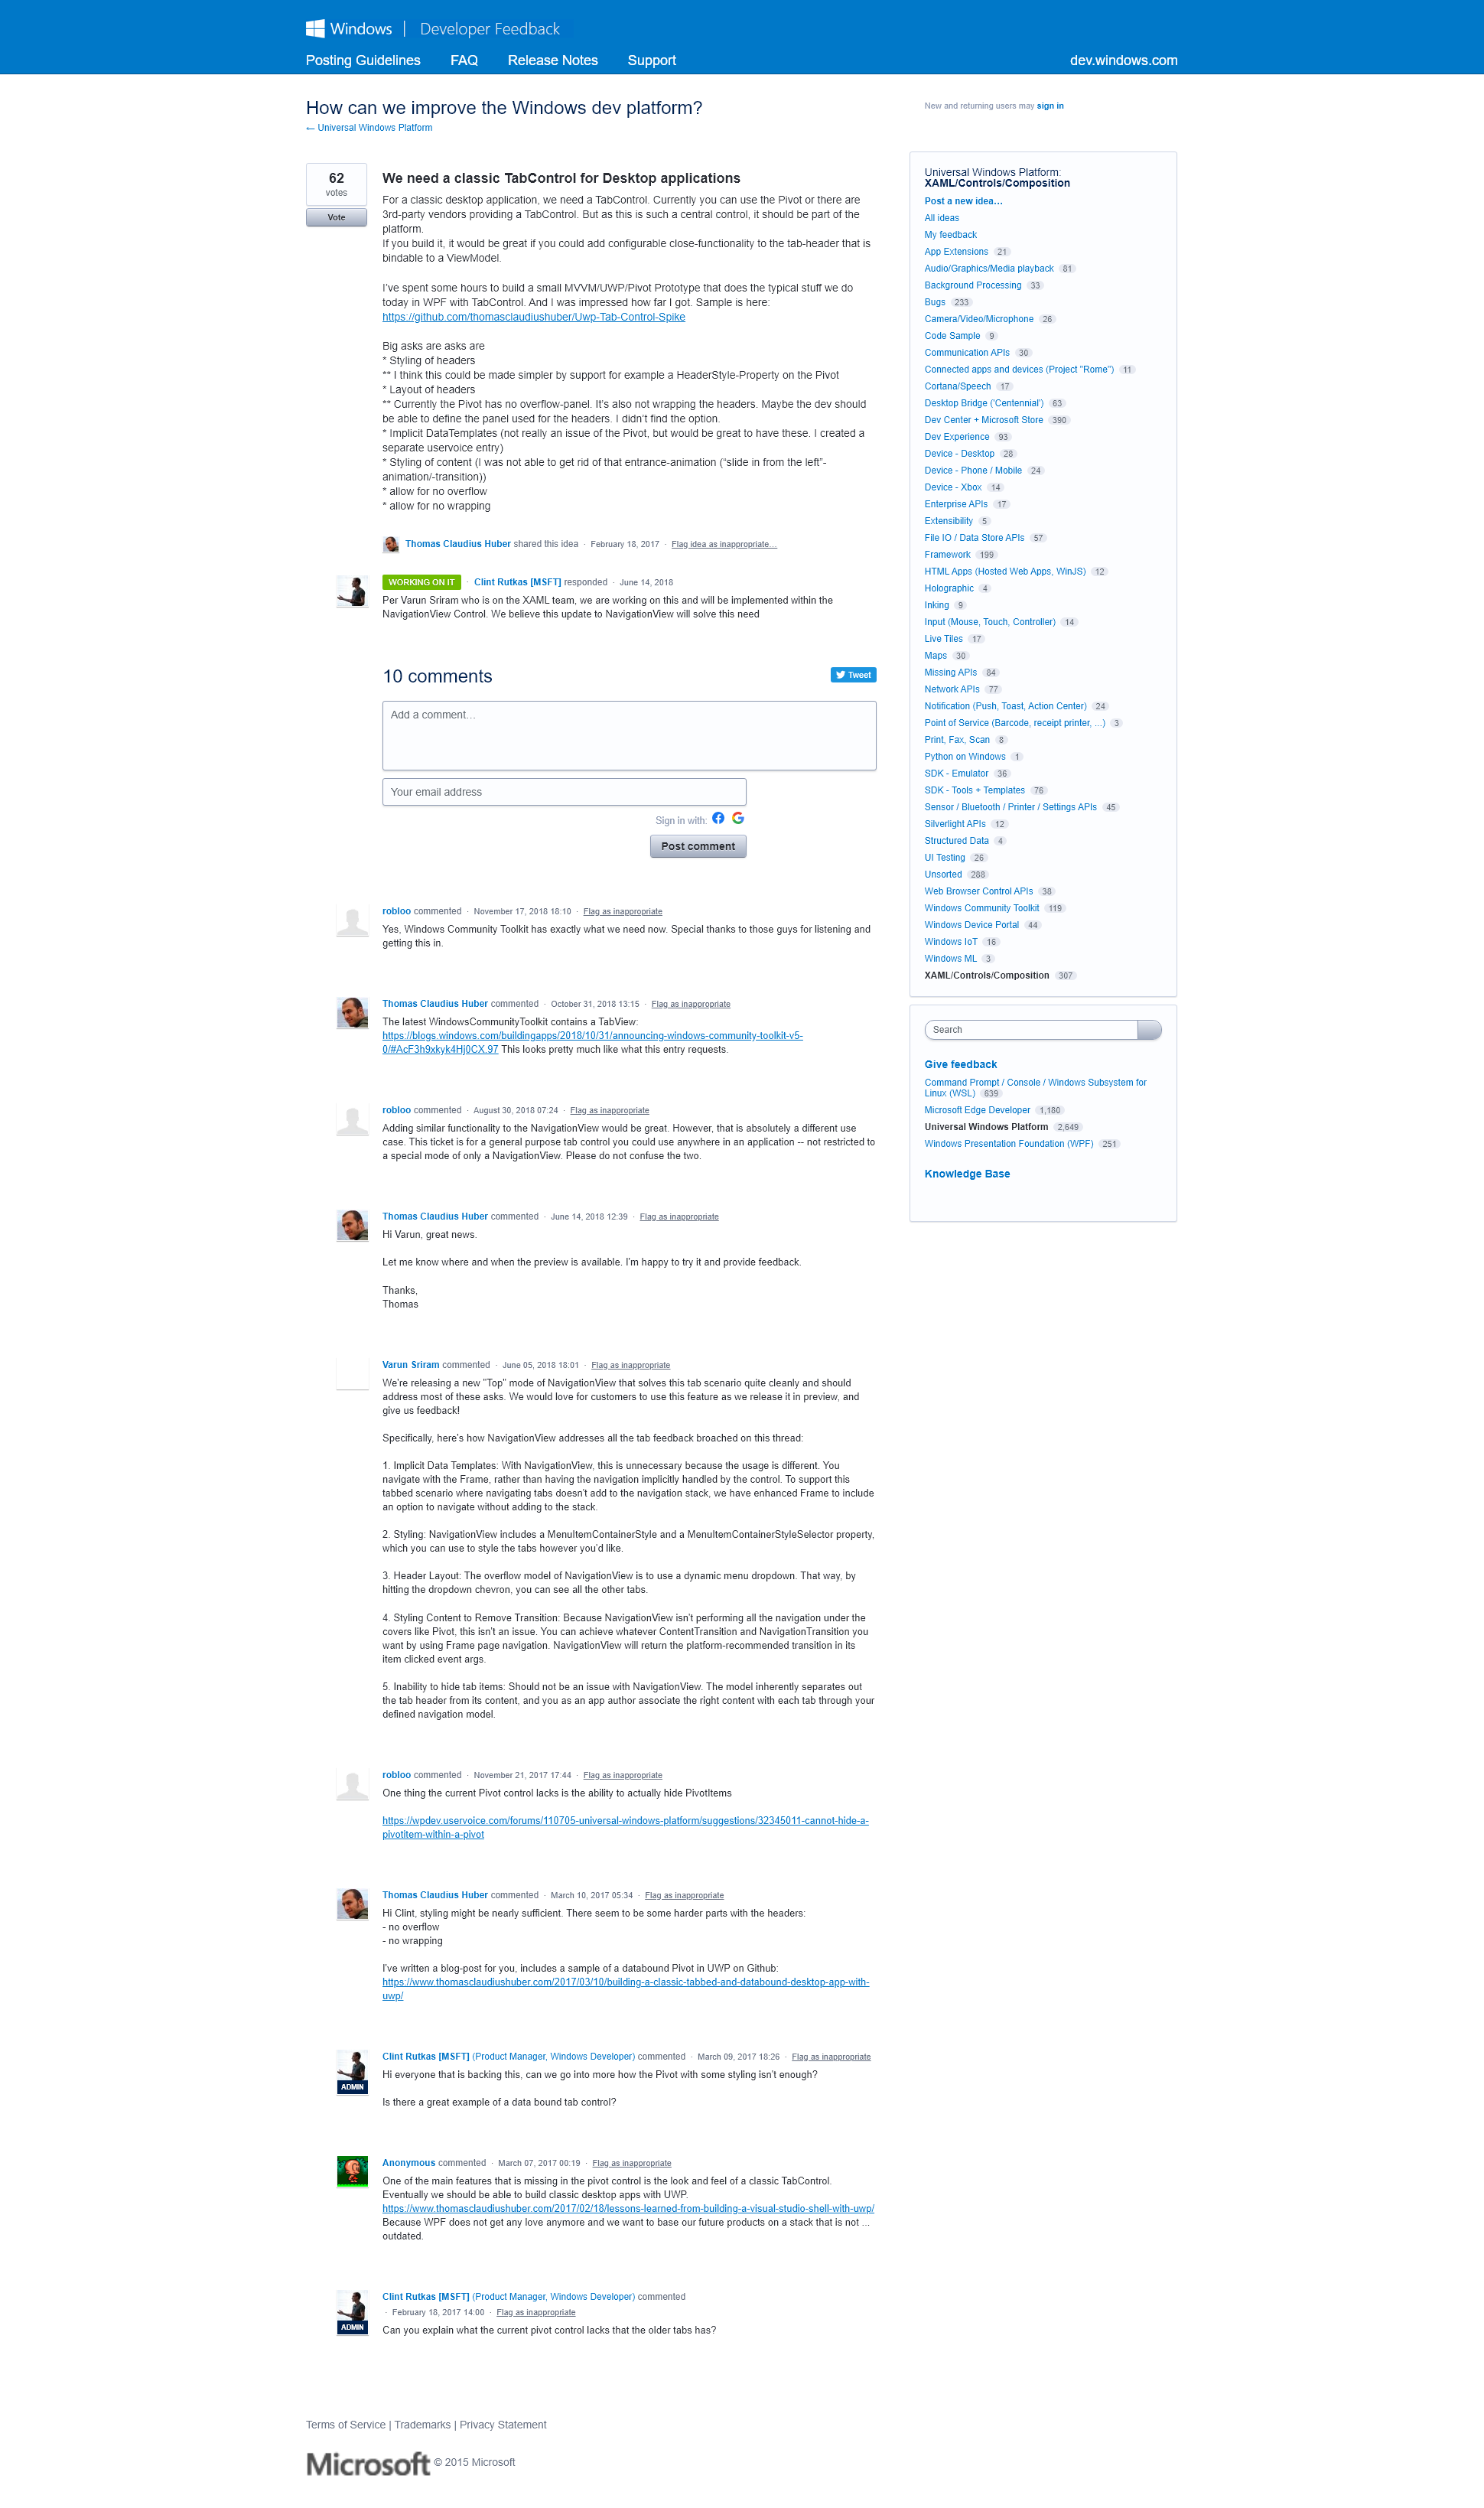 Windows | Developer Feedback
Posting Guidelines FAQ Release Notes Support dev.windows.com
How can we improve the Windows dev platform?
← Universal Windows Platform
New and returning users may sign in
62
votes
Vote
We need a classic TabControl for Desktop applications
For a classic desktop application, we need a TabControl. Currently you can use the Pivot or there are
3rd-party vendors providing a TabControl. But as this is such a central control, it should be part of the
platform.
If you build it, it would be great if you could add configurable close-functionality to the tab-header that is
bindable to a ViewModel.
I've spent some hours to build a small MVVM/UWP/Pivot Prototype that does the typical stuff we do
today in WPF with TabControl. And I was impressed how far I got. Sample is here:
https://github.com/thomasclaudiushuber/Uwp-Tab-Control-Spike
Big asks are asks are
* Styling of headers
** I think this could be made simpler by support for example a HeaderStyle-Property on the Pivot
* Layout of headers
** Currently the Pivot has no overflow-panel. It's also not wrapping the headers. Maybe the dev should
be able to define the panel used for the headers. I didn't find the option.
* Implicit DataTemplates (not really an issue of the Pivot, but would be great to have these. I created a
separate uservoice entry)
* Styling of content (I was not able to get rid of that entrance-animation (“slide in from the left”-
animation/-transition))
* allow for no overflow
* allow for no wrapping
Thomas Claudius Huber shared this idea · February 18, 2017 · Flag idea as inappropriate…
WORKING ON IT · Clint Rutkas [MSFT] responded · June 14, 2018
Per Varun Sriram who is on the XAML team, we are working on this and will be implemented within the
NavigationView Control. We believe this update to NavigationView will solve this need
10 comments
Tweet
Add a comment…
Your email address
Sign in with:
Post comment
robloo commented · November 17, 2018 18:10 · Flag as inappropriate
Yes, Windows Community Toolkit has exactly what we need now. Special thanks to those guys for listening and
getting this in.
Thomas Claudius Huber commented · October 31, 2018 13:15 · Flag as inappropriate
The latest WindowsCommunityToolkit contains a TabView:
https://blogs.windows.com/buildingapps/2018/10/31/announcing-windows-community-toolkit-v5-
0/#AcF3h9xkyk4Hj0CX.97 This looks pretty much like what this entry requests.
robloo commented · August 30, 2018 07:24 · Flag as inappropriate
Adding similar functionality to the NavigationView would be great. However, that is absolutely a different use
case. This ticket is for a general purpose tab control you could use anywhere in an application -- not restricted to
a special mode of only a NavigationView. Please do not confuse the two.
Thomas Claudius Huber commented · June 14, 2018 12:39 · Flag as inappropriate
Hi Varun, great news.
Let me know where and when the preview is available. I'm happy to try it and provide feedback.
Thanks,
Thomas
Varun Sriram commented · June 05, 2018 18:01 · Flag as inappropriate
We're releasing a new "Top" mode of NavigationView that solves this tab scenario quite cleanly and should
address most of these asks. We would love for customers to use this feature as we release it in preview, and
give us feedback!
Specifically, here's how NavigationView addresses all the tab feedback broached on this thread:
1. Implicit Data Templates: With NavigationView, this is unnecessary because the usage is different. You
navigate with the Frame, rather than having the navigation implicitly handled by the control. To support this
tabbed scenario where navigating tabs doesn't add to the navigation stack, we have enhanced Frame to include
an option to navigate without adding to the stack.
2. Styling: NavigationView includes a MenuItemContainerStyle and a MenuItemContainerStyleSelector property,
which you can use to style the tabs however you'd like.
3. Header Layout: The overflow model of NavigationView is to use a dynamic menu dropdown. That way, by
hitting the dropdown chevron, you can see all the other tabs.
4. Styling Content to Remove Transition: Because NavigationView isn't performing all the navigation under the
covers like Pivot, this isn't an issue. You can achieve whatever ContentTransition and NavigationTransition you
want by using Frame page navigation. NavigationView will return the platform-recommended transition in its
item clicked event args.
5. Inability to hide tab items: Should not be an issue with NavigationView. The model inherently separates out
the tab header from its content, and you as an app author associate the right content with each tab through your
defined navigation model.
robloo commented · November 21, 2017 17:44 · Flag as inappropriate
One thing the current Pivot control lacks is the ability to actually hide PivotItems
https://wpdev.uservoice.com/forums/110705-universal-windows-platform/suggestions/32345011-cannot-hide-a-
pivotitem-within-a-pivot
Thomas Claudius Huber commented · March 10, 2017 05:34 · Flag as inappropriate
Hi Clint, styling might be nearly sufficient. There seem to be some harder parts with the headers:
- no overflow
- no wrapping
I've written a blog-post for you, includes a sample of a databound Pivot in UWP on Github:
https://www.thomasclaudiushuber.com/2017/03/10/building-a-classic-tabbed-and-databound-desktop-app-with-
uwp/
Clint Rutkas [MSFT] (Product Manager, Windows Developer) commented · March 09, 2017 18:26 · Flag as inappropriate
ADMIN
Hi everyone that is backing this, can we go into more how the Pivot with some styling isn't enough?
Is there a great example of a data bound tab control?
Anonymous commented · March 07, 2017 00:19 · Flag as inappropriate
One of the main features that is missing in the pivot control is the look and feel of a classic TabControl.
Eventually we should be able to build classic desktop apps with UWP.
https://www.thomasclaudiushuber.com/2017/02/18/lessons-learned-from-building-a-visual-studio-shell-with-uwp/
Because WPF does not get any love anymore and we want to base our future products on a stack that is not ...
outdated.
Clint Rutkas [MSFT] (Product Manager, Windows Developer) commented
· February 18, 2017 14:00 · Flag as inappropriate
ADMIN
Can you explain what the current pivot control lacks that the older tabs has?
Universal Windows Platform:
XAML/Controls/Composition
Post a new idea…
All ideas
My feedback
App Extensions 21
Audio/Graphics/Media playback 81
Background Processing 33
Bugs 233
Camera/Video/Microphone 26
Code Sample 9
Communication APIs 30
Connected apps and devices (Project "Rome") 11
Cortana/Speech 17
Desktop Bridge ('Centennial') 63
Dev Center + Microsoft Store 390
Dev Experience 93
Device - Desktop 28
Device - Phone / Mobile 24
Device - Xbox 14
Enterprise APIs 17
Extensibility 5
File IO / Data Store APIs 57
Framework 199
HTML Apps (Hosted Web Apps, WinJS) 12
Holographic 4
Inking 9
Input (Mouse, Touch, Controller) 14
Live Tiles 17
Maps 30
Missing APIs 84
Network APIs 77
Notification (Push, Toast, Action Center) 24
Point of Service (Barcode, receipt printer, ...) 3
Print, Fax, Scan 8
Python on Windows 1
SDK - Emulator 36
SDK - Tools + Templates 76
Sensor / Bluetooth / Printer / Settings APIs 45
Silverlight APIs 12
Structured Data 4
UI Testing 26
Unsorted 288
Web Browser Control APIs 38
Windows Community Toolkit 119
Windows Device Portal 44
Windows IoT 16
Windows ML 3
XAML/Controls/Composition 307
Search
Give feedback
Command Prompt / Console / Windows Subsystem for
Linux (WSL) 639
Microsoft Edge Developer 1,180
Universal Windows Platform 2,649
Windows Presentation Foundation (WPF) 251
Knowledge Base
Terms of Service | Trademarks | Privacy Statement
Microsoft © 2015 Microsoft